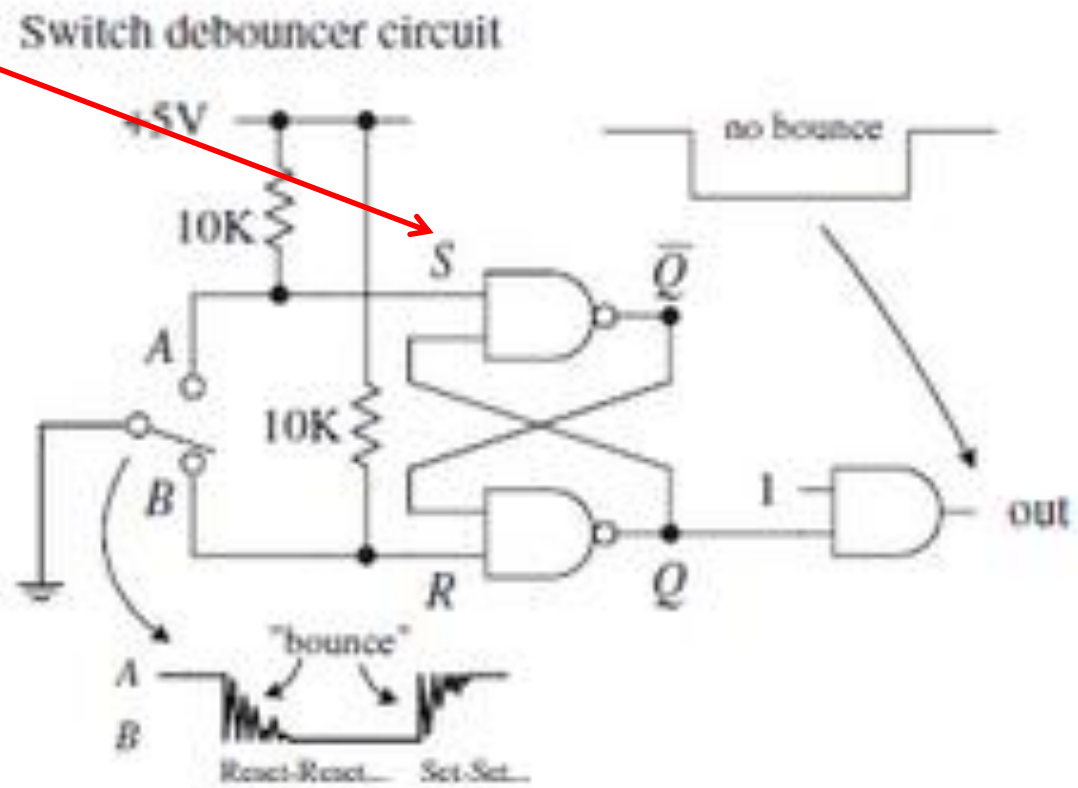 Switch debouncer circuit
+5V
no bounce
10K
S
Q̅
A
10K
B
1
out
R
Q
"bounce"
A
B
Reset-Reset... Set-Set...